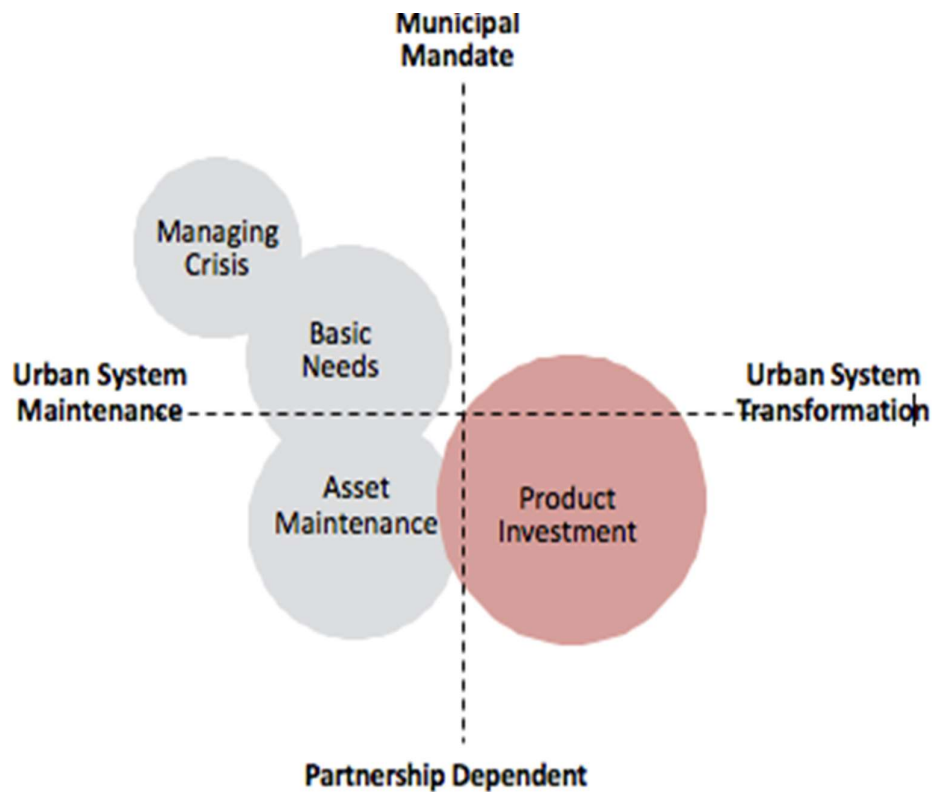 Municipal
Mandate
Managing
Crisis
Basic
Needs
Urban System
Maintenance
Urban System
Transformation
Asset
Maintenance
Product
Investment
Partnership Dependent